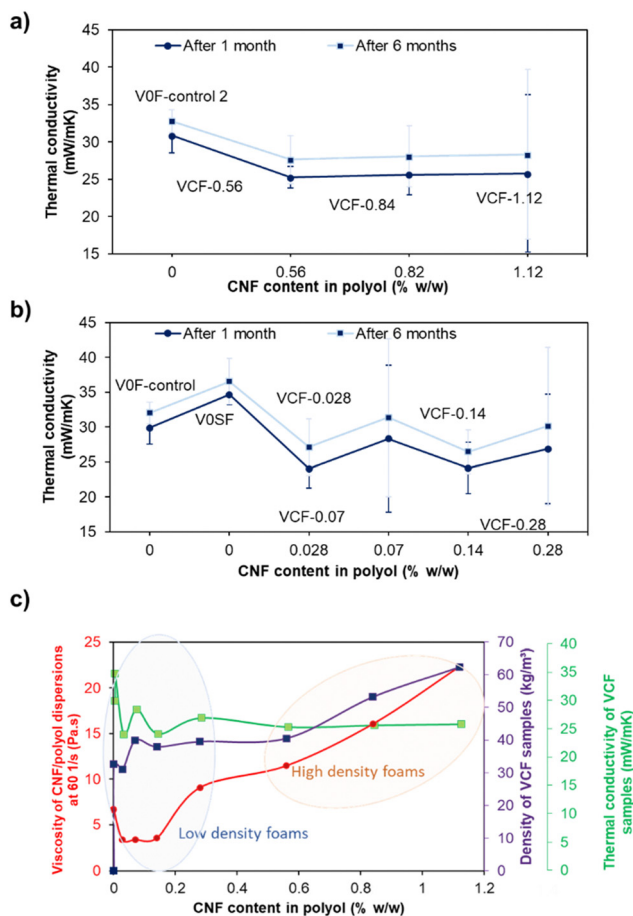 a)
After 1 month After 6 months
Thermal conductivity
(mW/mK)
45
40
35
30
25
20
15
V0F-control 2
VCF-0.56
VCF-0.84
VCF-1.12
0 0.56 0.82 1.12
CNF content in polyol (% w/w)
b)
After 1 month After 6 months
Thermal conductivity
(mW/mK)
45
40
35
30
25
20
15
V0F-control
V0SF
VCF-0.028
VCF-0.07
VCF-0.14
VCF-0.28
0 0 0.028 0.07 0.14 0.28
CNF content in polyol (% w/w)
c)
Viscosity of CNF/polyol dispersions
at 60 1/s (Pa.s)
25
20
15
10
5
0
Low density foams
High density foams
70
60
50
40
30
20
10
0
Density of VCF samples (kg/m³)
40
35
30
25
20
15
10
5
0
Thermal conductivity of VCF
samples (mW/mK)
0 0.2 0.4 0.6 0.8 1 1.2
CNF content in polyol (% w/w)